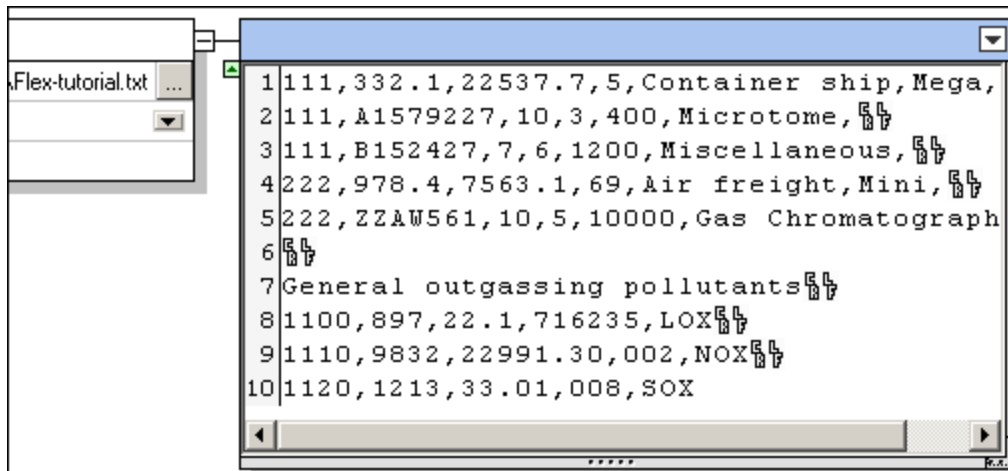 \Flex-tutorial.txt ...
1 111,332.1,22537.7,5,Container ship,Mega,
2 111,A1579227,10,3,400,Microtome,␍␊
3 111,B152427,7,6,1200,Miscellaneous,␍␊
4 222,978.4,7563.1,69,Air freight,Mini,␍␊
5 222,ZZAW561,10,5,10000,Gas Chromatograph
6 ␍␊
7 General outgassing pollutants␍␊
8 1100,897,22.1,716235,LOX␍␊
9 1110,9832,22991.30,002,NOX␍␊
10 1120,1213,33.01,008,SOX